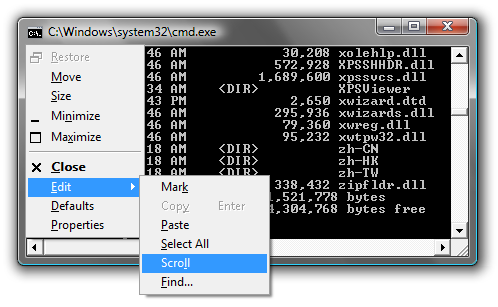 C:\Windows\system32\cmd.exe
Restore
Move
Size
Minimize
Maximize
Close
Edit
Defaults
Properties
46 AM 30,208 xolehlp.dll
46 AM 572,928 XPSSHHDR.dll
46 AM 1,689,600 xpssvcs.dll
34 AM <DIR> XPSViewer
43 PM 2,650 xwizard.dtd
46 AM 295,936 xwizards.dll
46 AM 79,360 xwreg.dll
46 AM 95,232 xwtpw32.dll
18 AM <DIR> zh-CN
18 AM <DIR> zh-HK
18 AM <DIR> zh-TW
338,432 zipfldr.dll
1,521,778 bytes
4,304,768 bytes free
Mark
Copy Enter
Paste
Select All
Scroll
Find...